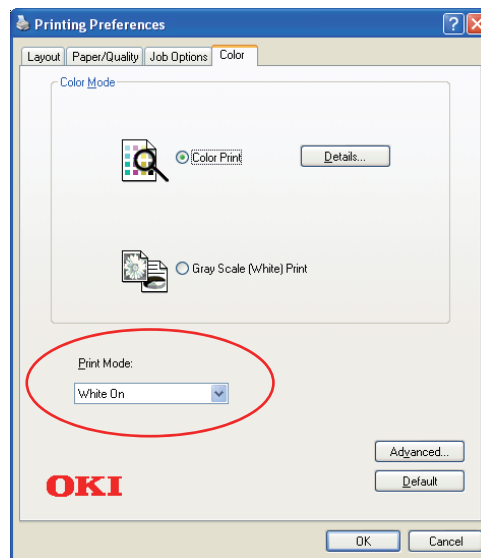 Printing Preferences
Layout Paper/Quality Job Options Color
Color Mode
Color Print Details...
Gray Scale (White) Print
Print Mode:
White On
Advanced...
OKI Default
OK Cancel